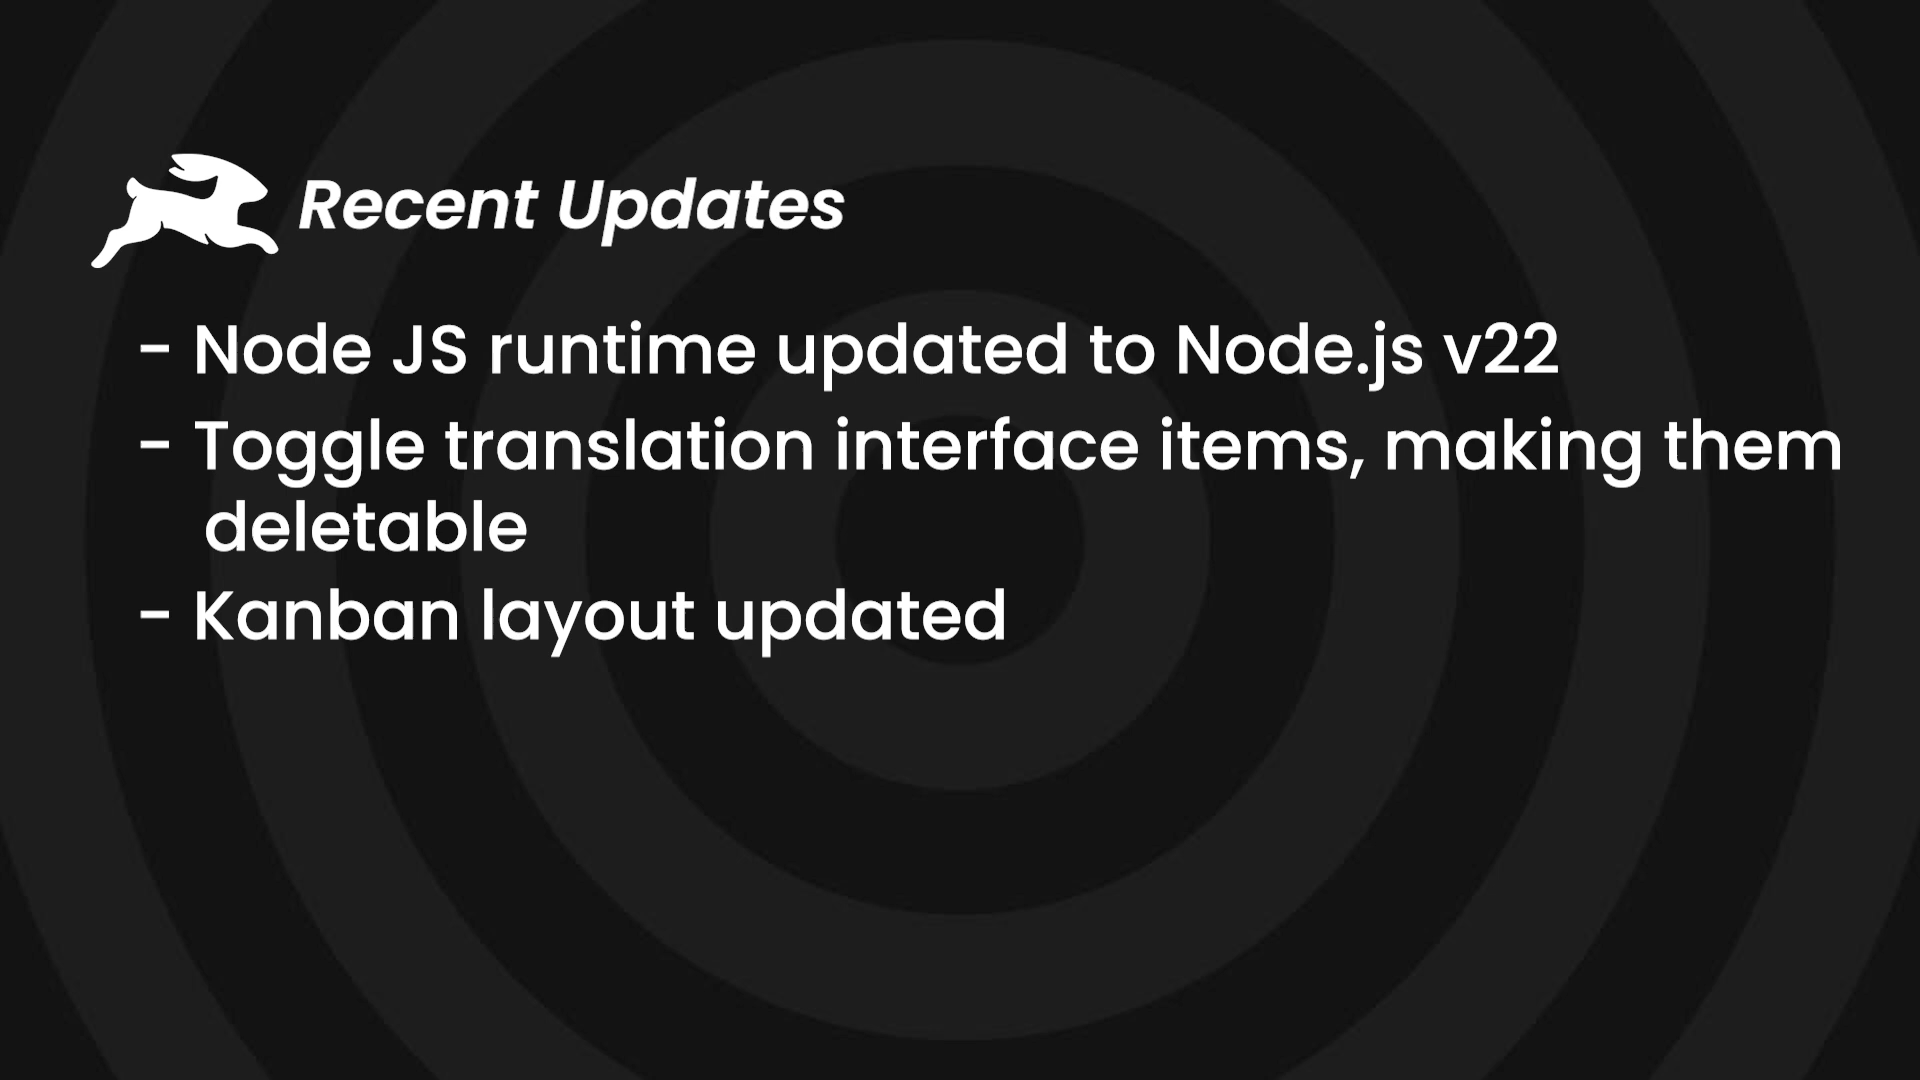 Recent Updates
- Node JS runtime updated to Node.js v22
- Toggle translation interface items, making them
deletable
- Kanban layout updated